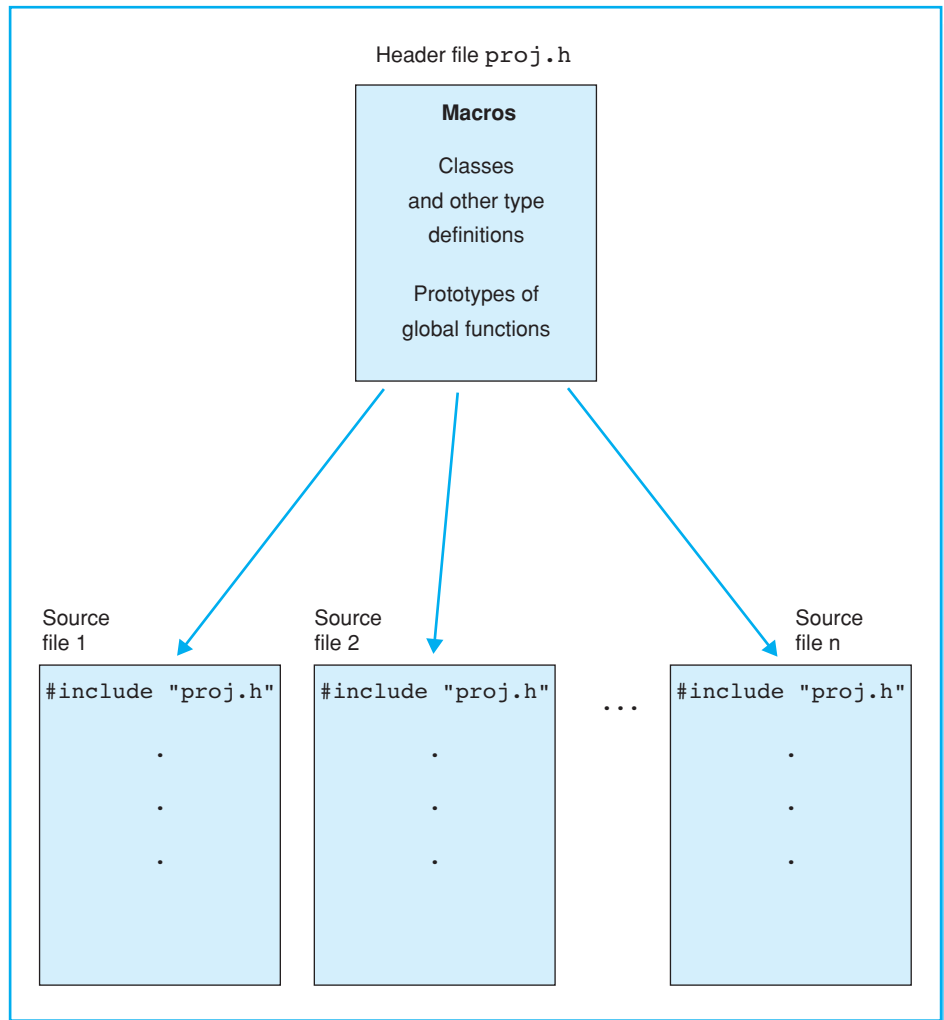 Header file proj.h
Macros
Classes
and other type
definitions
Prototypes of
global functions
Source
file 1
#include "proj.h"
.
.
.
Source
file 2
#include "proj.h"
.
.
.
...
Source
file n
#include "proj.h"
.
.
.